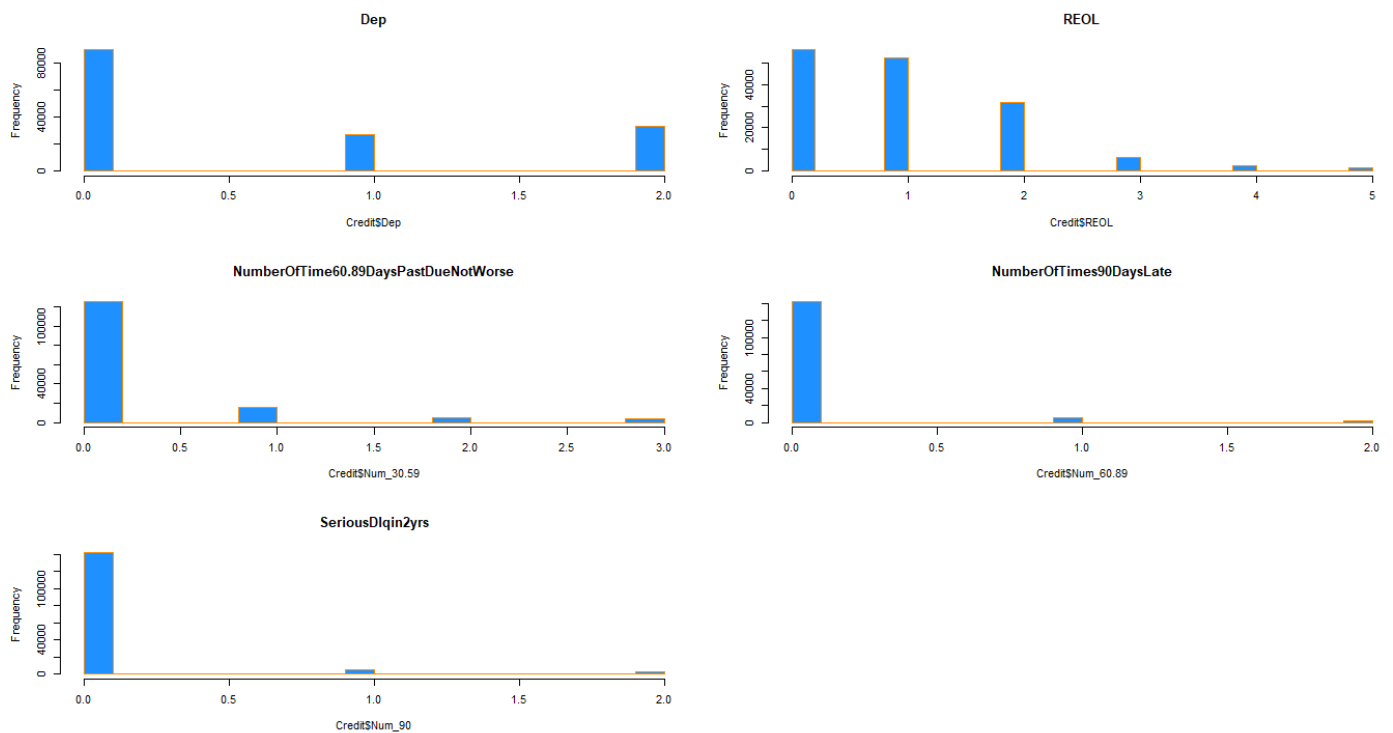 Dep
Frequency
80000
40000
0
0.0 0.5 1.0 1.5 2.0
Credit$Dep
REOL
Frequency
40000
20000
0
0 1 2 3 4 5
Credit$REOL
NumberOfTime60.89DaysPastDueNotWorse
Frequency
100000
40000
0
0.0 0.5 1.0 1.5 2.0 2.5 3.0
Credit$Num_30.59
NumberOfTimes90DaysLate
Frequency
100000
40000
0
0.0 0.5 1.0 1.5 2.0
Credit$Num_60.89
SeriousDlqin2yrs
Frequency
100000
40000
0
0.0 0.5 1.0 1.5 2.0
Credit$Num_90